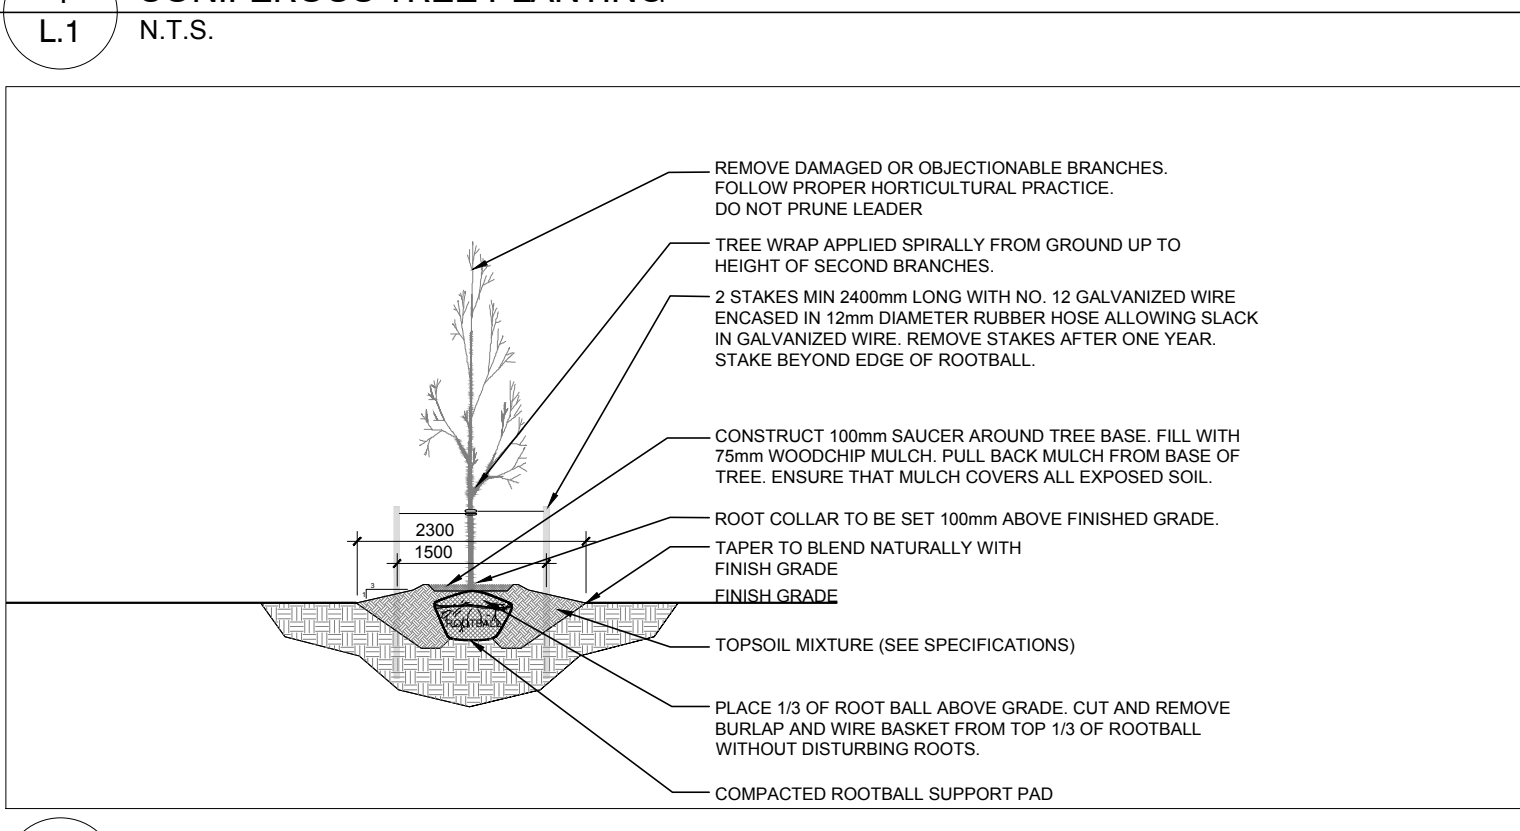 L.1
N.T.S.
REMOVE DAMAGED OR OBJECTIONABLE BRANCHES.
FOLLOW PROPER HORTICULTURAL PRACTICE.
DO NOT PRUNE LEADER
TREE WRAP APPLIED SPIRALLY FROM GROUND UP TO
HEIGHT OF SECOND BRANCHES.
2 STAKES MIN 2400mm LONG WITH NO. 12 GALVANIZED WIRE
ENCASED IN 12mm DIAMETER RUBBER HOSE ALLOWING SLACK
IN GALVANIZED WIRE. REMOVE STAKES AFTER ONE YEAR.
STAKE BEYOND EDGE OF ROOTBALL.
CONSTRUCT 100mm SAUCER AROUND TREE BASE. FILL WITH
75mm WOODCHIP MULCH. PULL BACK MULCH FROM BASE OF
TREE. ENSURE THAT MULCH COVERS ALL EXPOSED SOIL.
ROOT COLLAR TO BE SET 100mm ABOVE FINISHED GRADE.
2300
TAPER TO BLEND NATURALLY WITH
1500
FINISH GRADE
3
1
FINISH GRADE
ROOTBALL
TOPSOIL MIXTURE (SEE SPECIFICATIONS)
PLACE 1/3 OF ROOT BALL ABOVE GRADE. CUT AND REMOVE
BURLAP AND WIRE BASKET FROM TOP 1/3 OF ROOTBALL
WITHOUT DISTURBING ROOTS.
COMPACTED ROOTBALL SUPPORT PAD